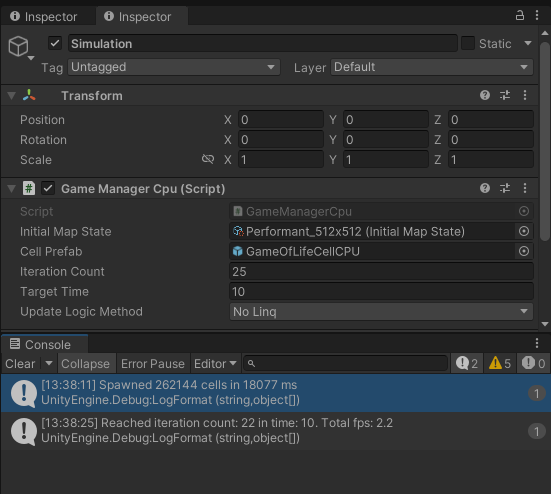 Inspector
Inspector
Simulation
Static
Tag Untagged Layer Default
Transform
Position X 0 Y 0 Z 0
Rotation X 0 Y 0 Z 0
Scale X 1 Y 1 Z 1
Game Manager Cpu (Script)
Script GameManagerCpu
Initial Map State Performant_512x512 (Initial Map State)
Cell Prefab GameOfLifeCellCPU
Iteration Count 25
Target Time 10
Update Logic Method No Linq
Console
Clear Collapse Error Pause Editor 2 5 0
[13:38:11] Spawned 262144 cells in 18077 ms
UnityEngine.Debug:LogFormat (string,object[])
1
[13:38:25] Reached iteration count: 22 in time: 10. Total fps: 2.2
UnityEngine.Debug:LogFormat (string,object[])
1